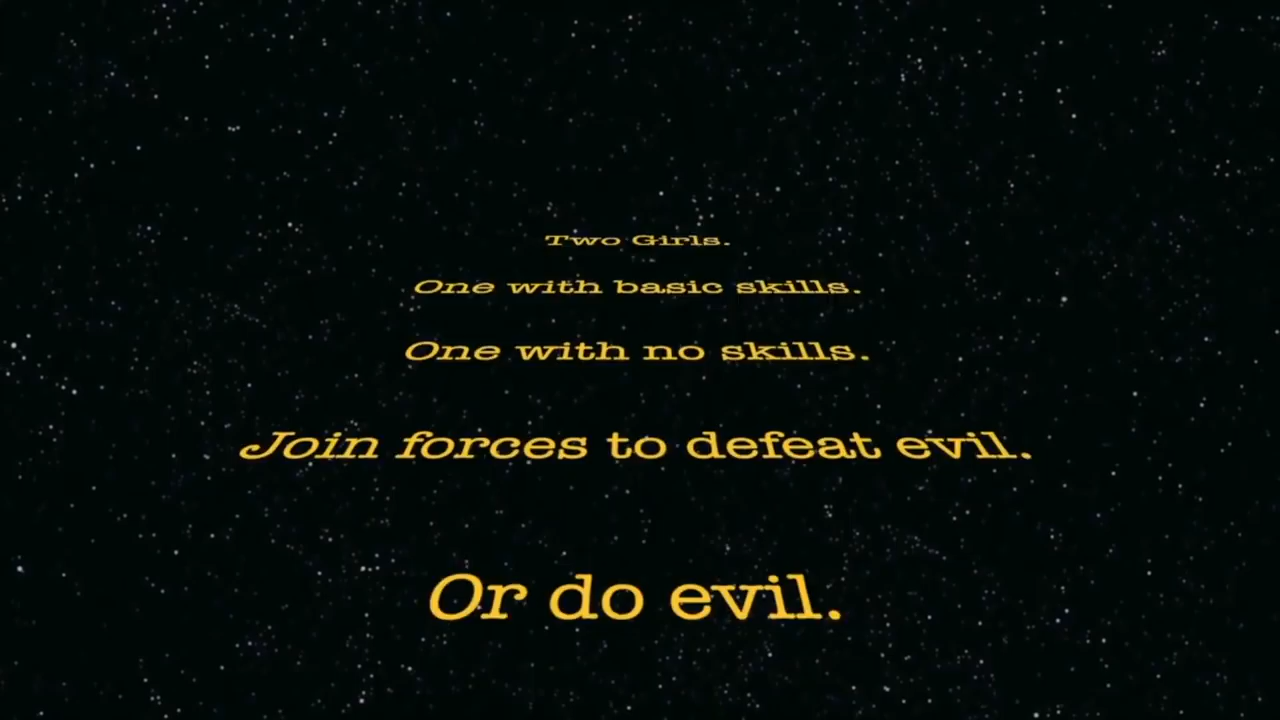 Two Girls.
One with basic skills.
One with no skills.
Join forces to defeat evil.
Or do evil.